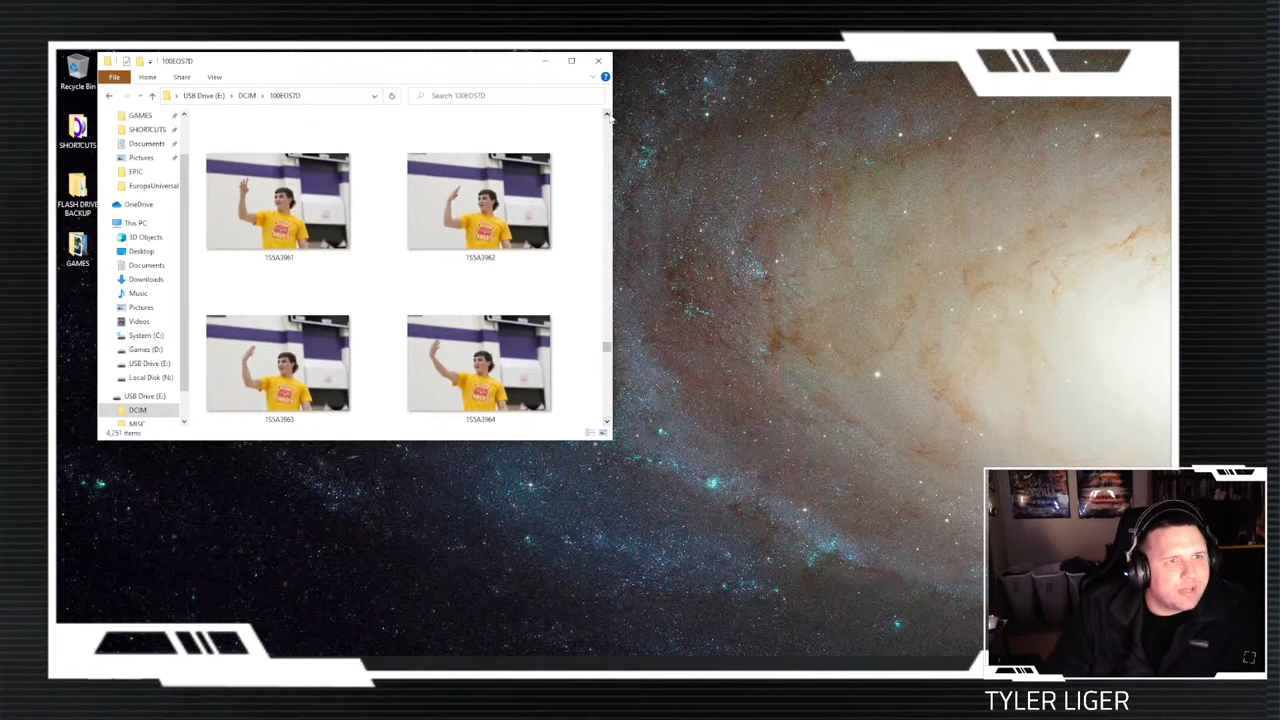 100EOS7D
File
Home
Share
View
USB Drive (E:)
DCIM
100EOS7D
Search 100EOS7D
Recycle Bin
SHORTCUTS
FLASH DRIVE
BACKUP
GAMES
GAMES
SHORTCUTS
Documents
Pictures
EPIC
EuropaUniversal
OneDrive
This PC
3D Objects
Desktop
Documents
Downloads
Music
Pictures
Videos
System (C:)
Games (D:)
USB Drive (E:)
Local Disk (N:)
USB Drive (E:)
DCIM
MISC
4,251 items
1S5A3961
1S5A3962
1S5A3963
1S5A3964
TYLER LIGER